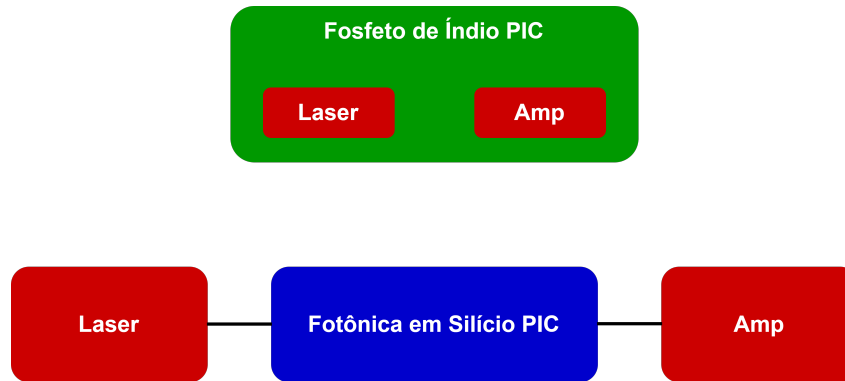 Fosfeto de Índio PIC
Laser
Amp
Laser
Fotônica em Silício PIC
Amp